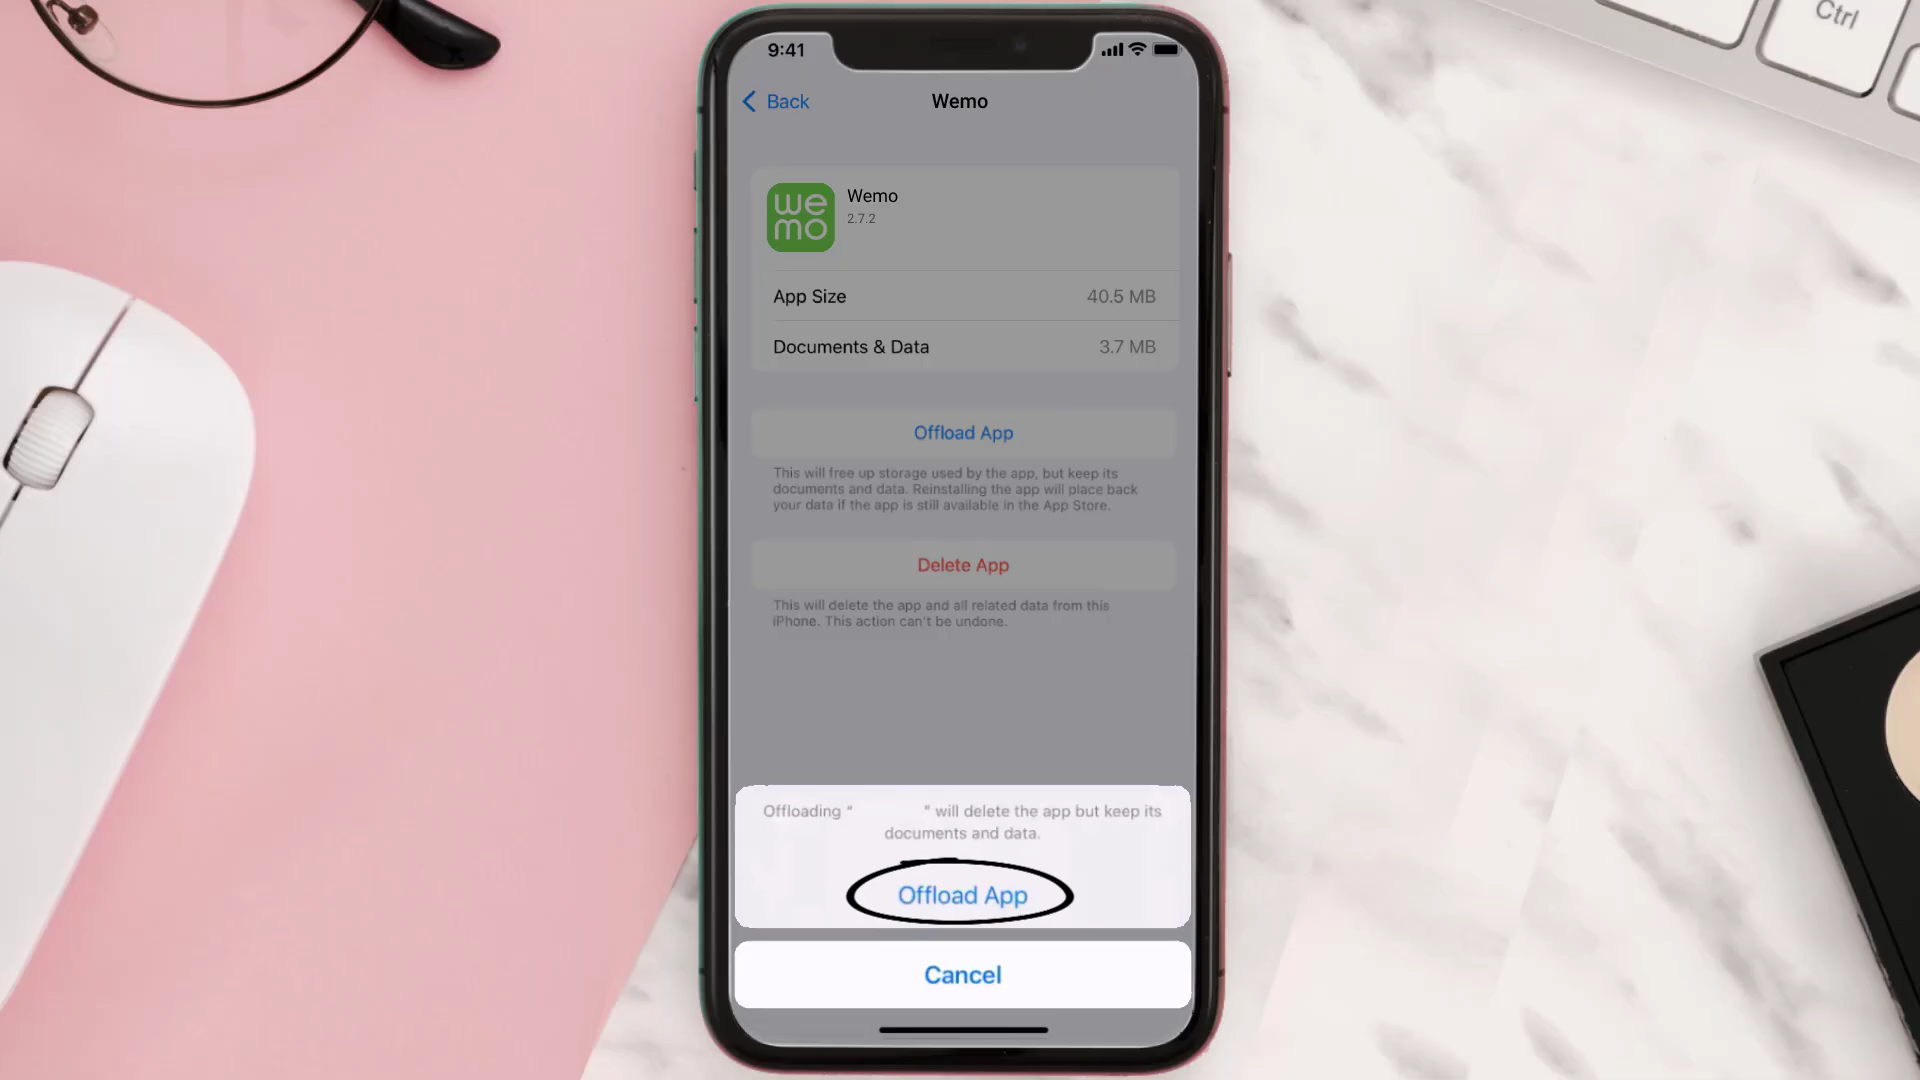 Ctrl
9:41
Back
Wemo
we
mo
Wemo
2.7.2
App Size
40.5 MB
Documents & Data
3.7 MB
Offload App
This will free up storage used by the app, but keep its
documents and data. Reinstalling the app will place back
your data if the app is still available in the App Store.
Delete App
This will delete the app and all related data from this
iPhone. This action can't be undone.
Offloading “ “ will delete the app but keep its
documents and data.
Offload App
Cancel